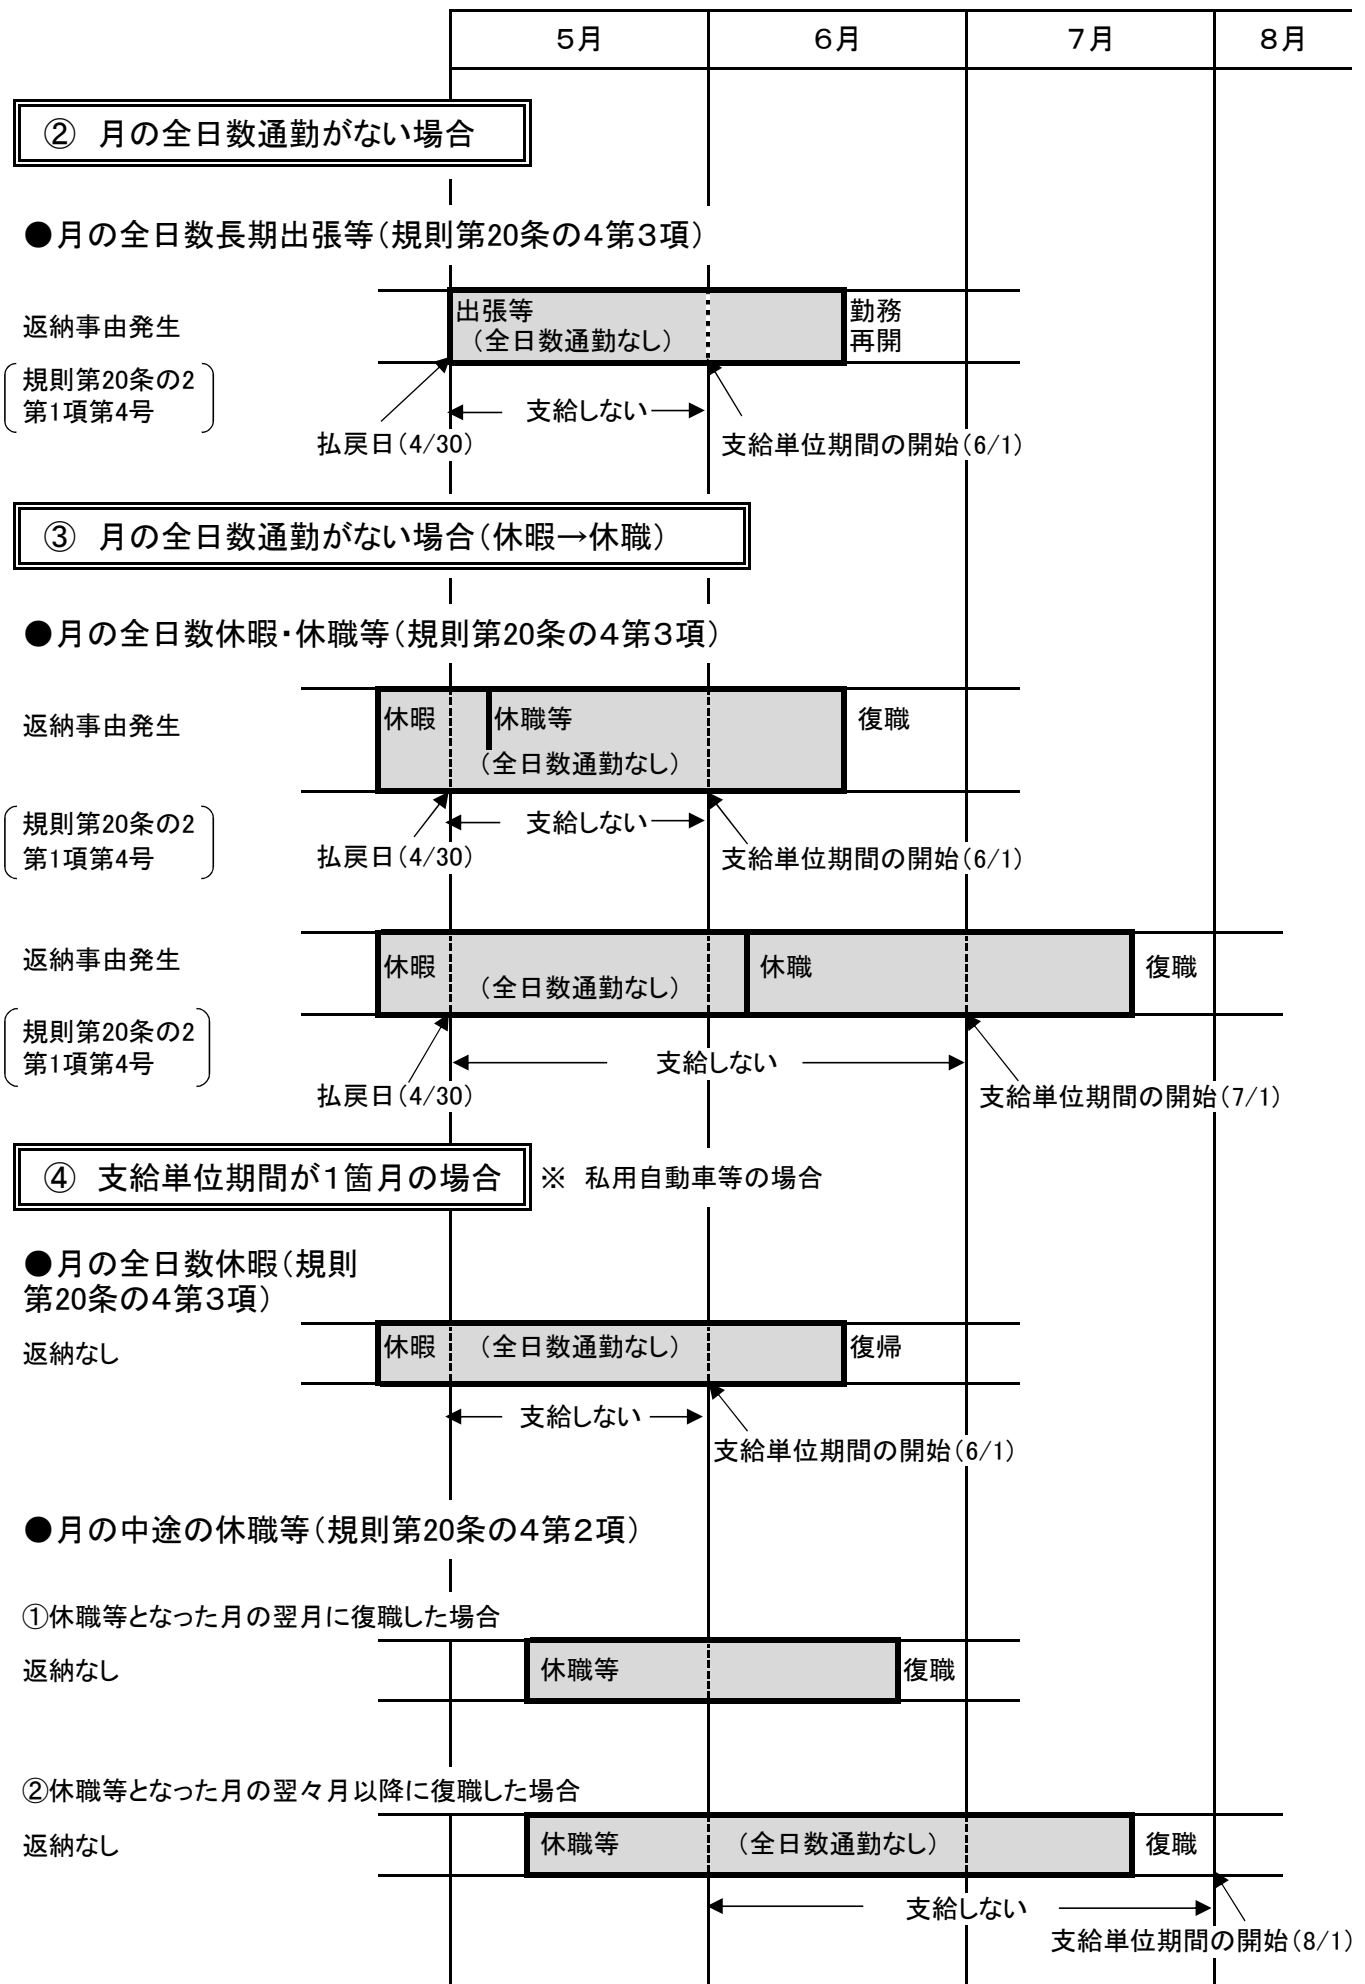 ５月 ６月 ７月 ８月
② 月の全日数通勤がない場合
●月の全日数長期出張等（規則第20条の４第３項）
返納事由発生
規則第20条の2
第1項第4号
出張等
（全日数通勤なし）
勤務
再開
支給しない
払戻日（4/30）
支給単位期間の開始（6/1）
③ 月の全日数通勤がない場合（休暇→休職）
●月の全日数休暇・休職等（規則第20条の４第３項）
返納事由発生
休暇 休職等 復職
（全日数通勤なし）
規則第20条の2
第1項第4号
支給しない
払戻日（4/30）
支給単位期間の開始（6/1）
返納事由発生
休暇 休職 復職
（全日数通勤なし）
規則第20条の2
第1項第4号
支給しない
払戻日（4/30）
支給単位期間の開始（7/1）
④ 支給単位期間が１箇月の場合 ※ 私用自動車等の場合
●月の全日数休暇（規則
第20条の４第３項）
返納なし
休暇 （全日数通勤なし） 復帰
支給しない
支給単位期間の開始（6/1）
●月の中途の休職等（規則第20条の４第２項）
①休職等となった月の翌月に復職した場合
返納なし
休職等 復職
②休職等となった月の翌々月以降に復職した場合
返納なし
休職等 （全日数通勤なし） 復職
支給しない
支給単位期間の開始（8/1）